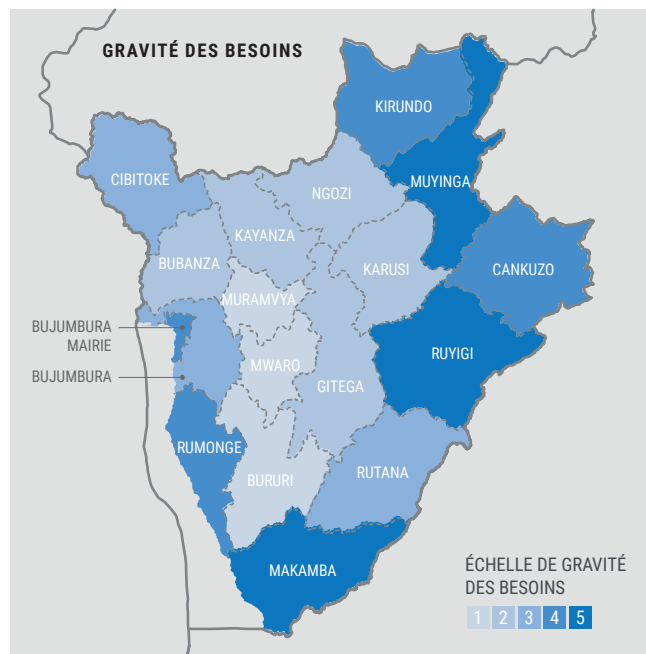 GRAVITÉ DES BESOINS
KIRUNDO
CIBITOKE
MUYINGA
NGOZI
KAYANZA
BUBANZA
KARUSI
CANKUZO
MURAMVYA
BUJUMBURA
MAIRIE
RUYIGI
MWARO
BUJUMBURA
GITEGA
RUMONGE
RUTANA
BURURI
MAKAMBA
ÉCHELLE DE GRAVITÉ
DES BESOINS
1 2 3 4 5